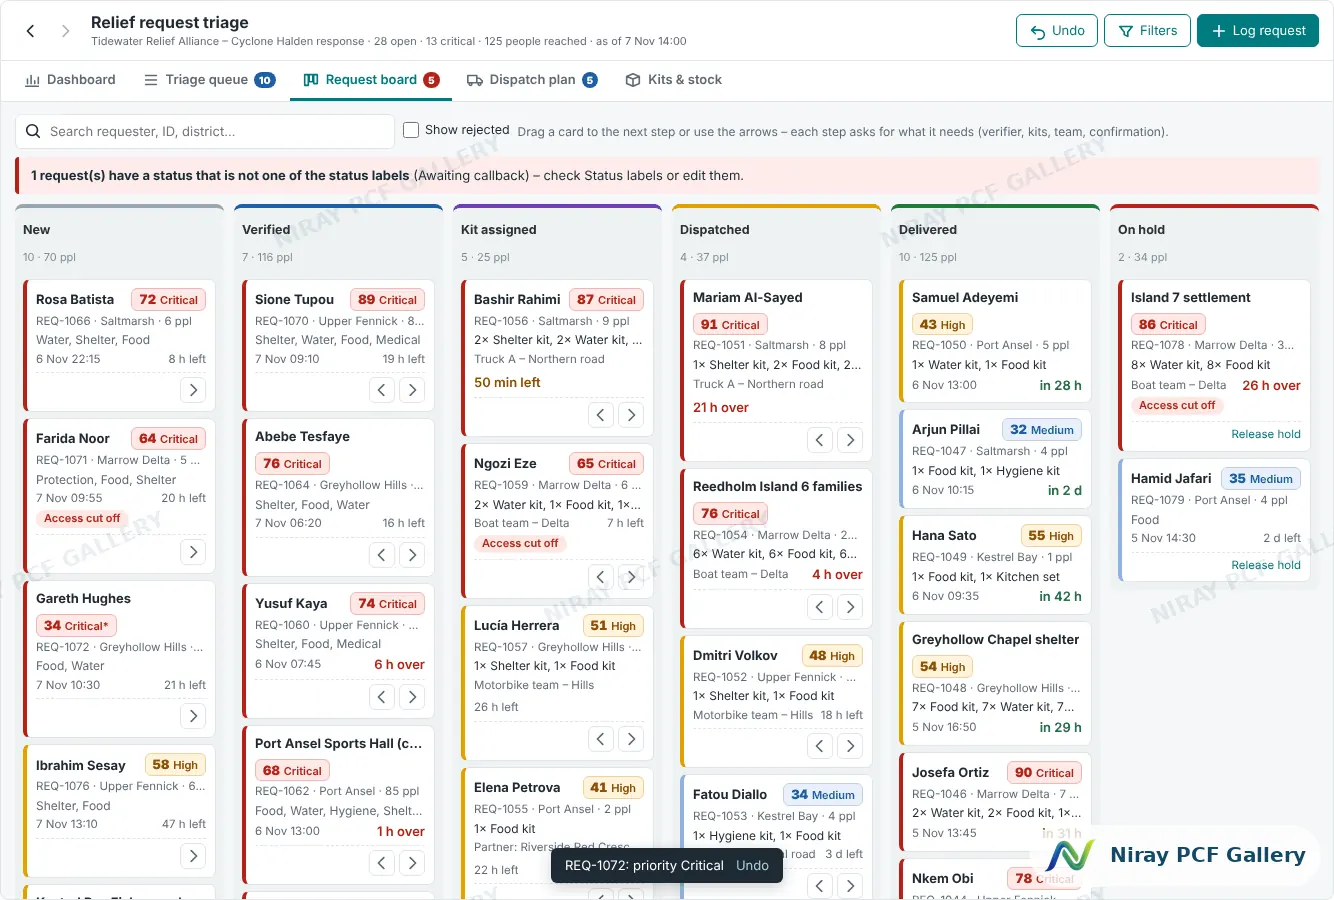 Relief request triage
Tidewater Relief Alliance – Cyclone Halden response · 28 open · 13 critical · 125 people reached · as of 7 Nov 14:00
Undo
Filters
Log request
Dashboard
Triage queue 10
Request board 5
Dispatch plan 5
Kits & stock
Search requester, ID, district...
Show rejected
Drag a card to the next step or use the arrows – each step asks for what it needs (verifier, kits, team, confirmation).
1 request(s) have a status that is not one of the status labels (Awaiting callback) – check Status labels or edit them.
New
10 · 70 ppl
Rosa Batista 72 Critical
REQ-1066 · Saltmarsh · 6 ppl
Water, Shelter, Food
6 Nov 22:15 8 h left
Farida Noor 64 Critical
REQ-1071 · Marrow Delta · 5 ...
Protection, Food, Shelter
7 Nov 09:55 20 h left
Access cut off
Gareth Hughes
34 Critical*
REQ-1072 · Greyhollow Hills ·...
Food, Water
7 Nov 10:30 21 h left
Ibrahim Sesay 58 High
REQ-1076 · Upper Fennick · 6...
Shelter, Food
7 Nov 13:10 47 h left
Verified
7 · 116 ppl
Sione Tupou 89 Critical
REQ-1070 · Upper Fennick · 8...
Shelter, Water, Food, Medical
7 Nov 09:10 19 h left
Abebe Tesfaye
76 Critical
REQ-1064 · Greyhollow Hills ·...
Shelter, Food, Water
7 Nov 06:20 16 h left
Yusuf Kaya 74 Critical
REQ-1060 · Upper Fennick · ...
Shelter, Food, Medical
6 Nov 07:45 6 h over
Port Ansel Sports Hall (c...
68 Critical
REQ-1062 · Port Ansel · 85 ppl
Food, Water, Hygiene, Shelt...
6 Nov 13:00 1 h over
Kit assigned
5 · 25 ppl
Bashir Rahimi 87 Critical
REQ-1056 · Saltmarsh · 9 ppl
2× Shelter kit, 2× Water kit, ...
Truck A – Northern road
50 min left
Ngozi Eze 65 Critical
REQ-1059 · Marrow Delta · 6 ...
2× Water kit, 1× Food kit, 1×...
Boat team – Delta 7 h left
Access cut off
Lucía Herrera 51 High
REQ-1057 · Greyhollow Hills ·...
1× Shelter kit, 1× Food kit
Motorbike team – Hills
26 h left
Elena Petrova 41 High
REQ-1055 · Port Ansel · 2 ppl
1× Food kit
Partner: Riverside Red Cresc...
22 h left
Dispatched
4 · 37 ppl
Mariam Al-Sayed
91 Critical
REQ-1051 · Saltmarsh · 8 ppl
1× Shelter kit, 2× Food kit, 2...
Truck A – Northern road
21 h over
Reedholm Island 6 families
76 Critical
REQ-1054 · Marrow Delta · 2...
6× Water kit, 6× Food kit, 6...
Boat team – Delta 4 h over
Dmitri Volkov 48 High
REQ-1052 · Upper Fennick · ...
1× Shelter kit, 1× Food kit
Motorbike team – Hills 18 h left
Fatou Diallo 34 Medium
REQ-1053 · Kestrel Bay · 4 ppl
1× Hygiene kit, 1× Food kit
road 3 d left
Delivered
10 · 125 ppl
Samuel Adeyemi
43 High
REQ-1050 · Port Ansel · 5 ppl
1× Water kit, 1× Food kit
6 Nov 13:00 in 28 h
Arjun Pillai 32 Medium
REQ-1047 · Saltmarsh · 4 ppl
1× Food kit, 1× Hygiene kit
6 Nov 10:15 in 2 d
Hana Sato 55 High
REQ-1049 · Kestrel Bay · 1 ppl
1× Food kit, 1× Kitchen set
6 Nov 09:35 in 42 h
Greyhollow Chapel shelter
54 High
REQ-1048 · Greyhollow Hills ·...
7× Food kit, 7× Water kit, 7...
5 Nov 16:50 in 29 h
Josefa Ortiz 90 Critical
REQ-1046 · Marrow Delta · 7 ...
2× Water kit, 2× Food kit, 1×...
5 Nov 13:45 in 31 h
Nkem Obi 78 Critical
On hold
2 · 34 ppl
Island 7 settlement
86 Critical
REQ-1078 · Marrow Delta · 3...
8× Water kit, 8× Food kit
Boat team – Delta 26 h over
Access cut off
Release hold
Hamid Jafari 35 Medium
REQ-1079 · Port Ansel · 4 ppl
Food
5 Nov 14:30 2 d left
Release hold
REQ-1072: priority Critical Undo
Niray PCF Gallery
NIRAY PCF GALLERY
NIRAY PCF GALLERY
NIRAY PCF GALLERY